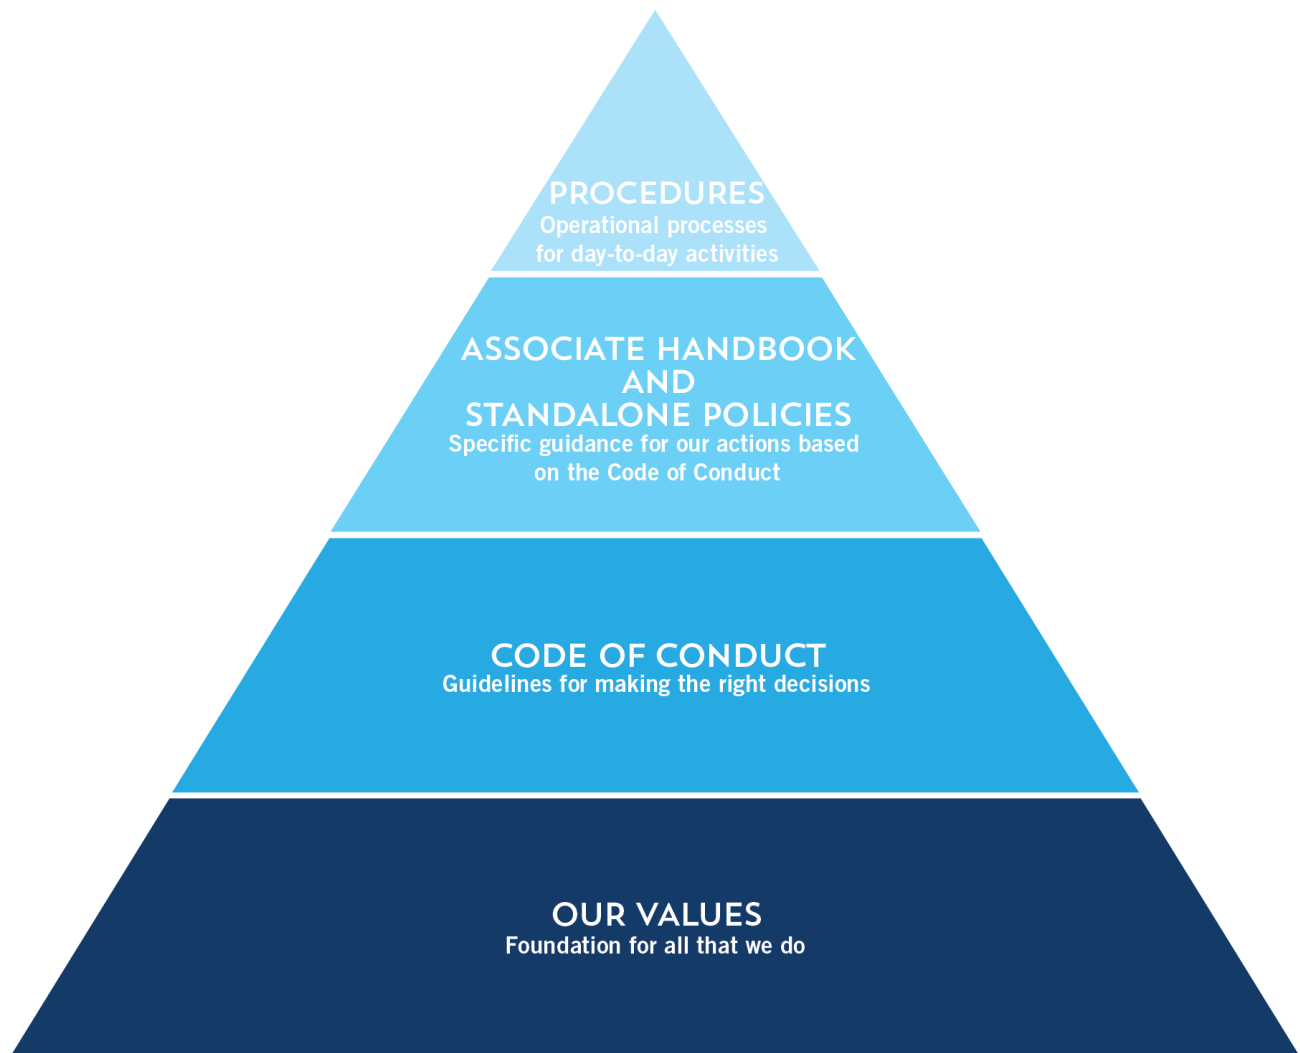 PROCEDURES
Operational processes
for day-to-day activities
ASSOCIATE HANDBOOK
AND
STANDALONE POLICIES
Specific guidance for our actions based
on the Code of Conduct
CODE OF CONDUCT
Guidelines for making the right decisions
OUR VALUES
Foundation for all that we do